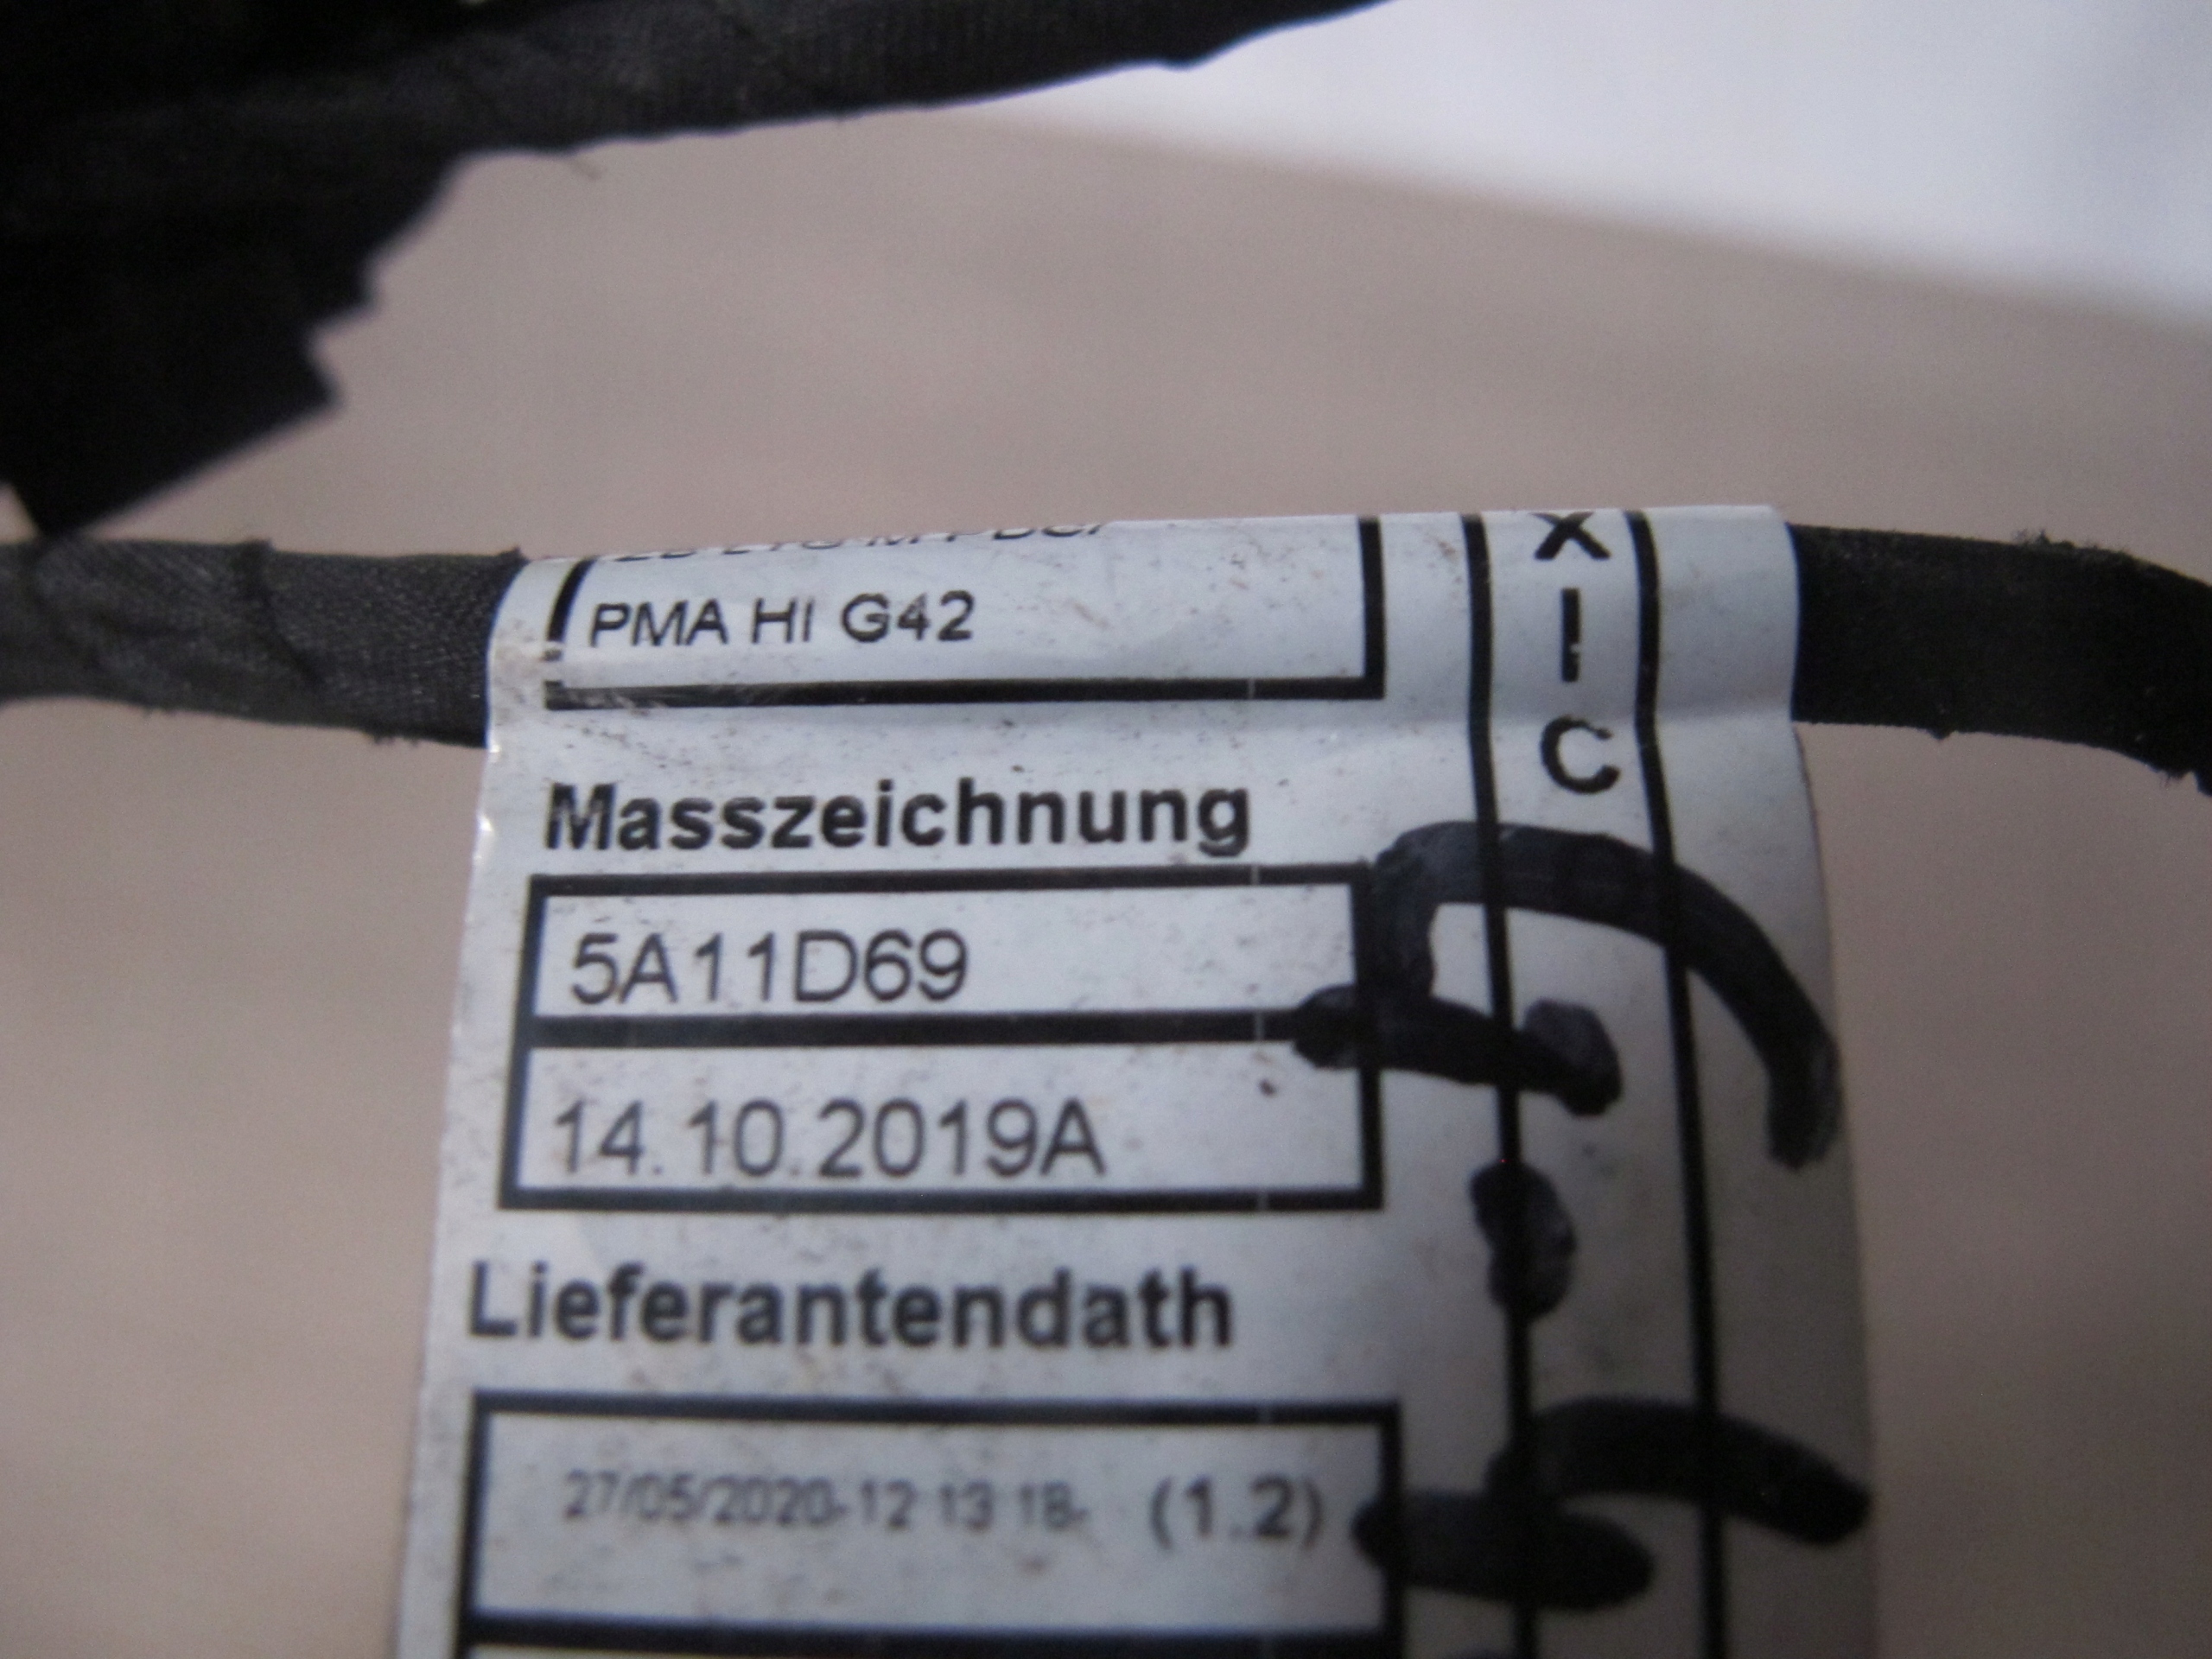 PMA HI G42
X
I
C
Masszeichnung
5A11D69
14.10.2019A
Lieferantendath
27/05/2020-12 13 18- (1.2)